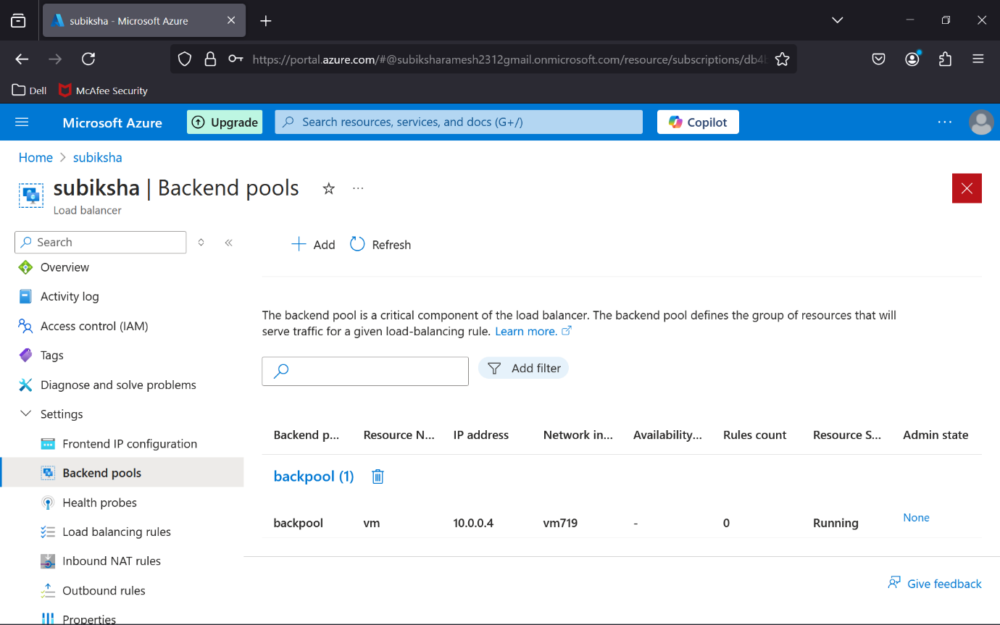 subiksha - Microsoft Azure
https://portal.azure.com/#@subiksharamesh2312gmail.onmicrosoft.com/resource/subscriptions/db4b
Dell McAfee Security
Microsoft Azure Upgrade Search resources, services, and docs (G+/) Copilot ...
Home > subiksha
subiksha | Backend pools ...
Load balancer
Search
Add Refresh
Overview
Activity log
Access control (IAM)
Tags
Diagnose and solve problems
Settings
Frontend IP configuration
Backend pools
Health probes
Load balancing rules
Inbound NAT rules
Outbound rules
Properties
The backend pool is a critical component of the load balancer. The backend pool defines the group of resources that will
serve traffic for a given load-balancing rule. Learn more.
Add filter
Backend p... Resource N... IP address Network in... Availability... Rules count Resource S... Admin state
backpool (1)
backpool vm 10.0.0.4 vm719 - 0 Running None
Give feedback